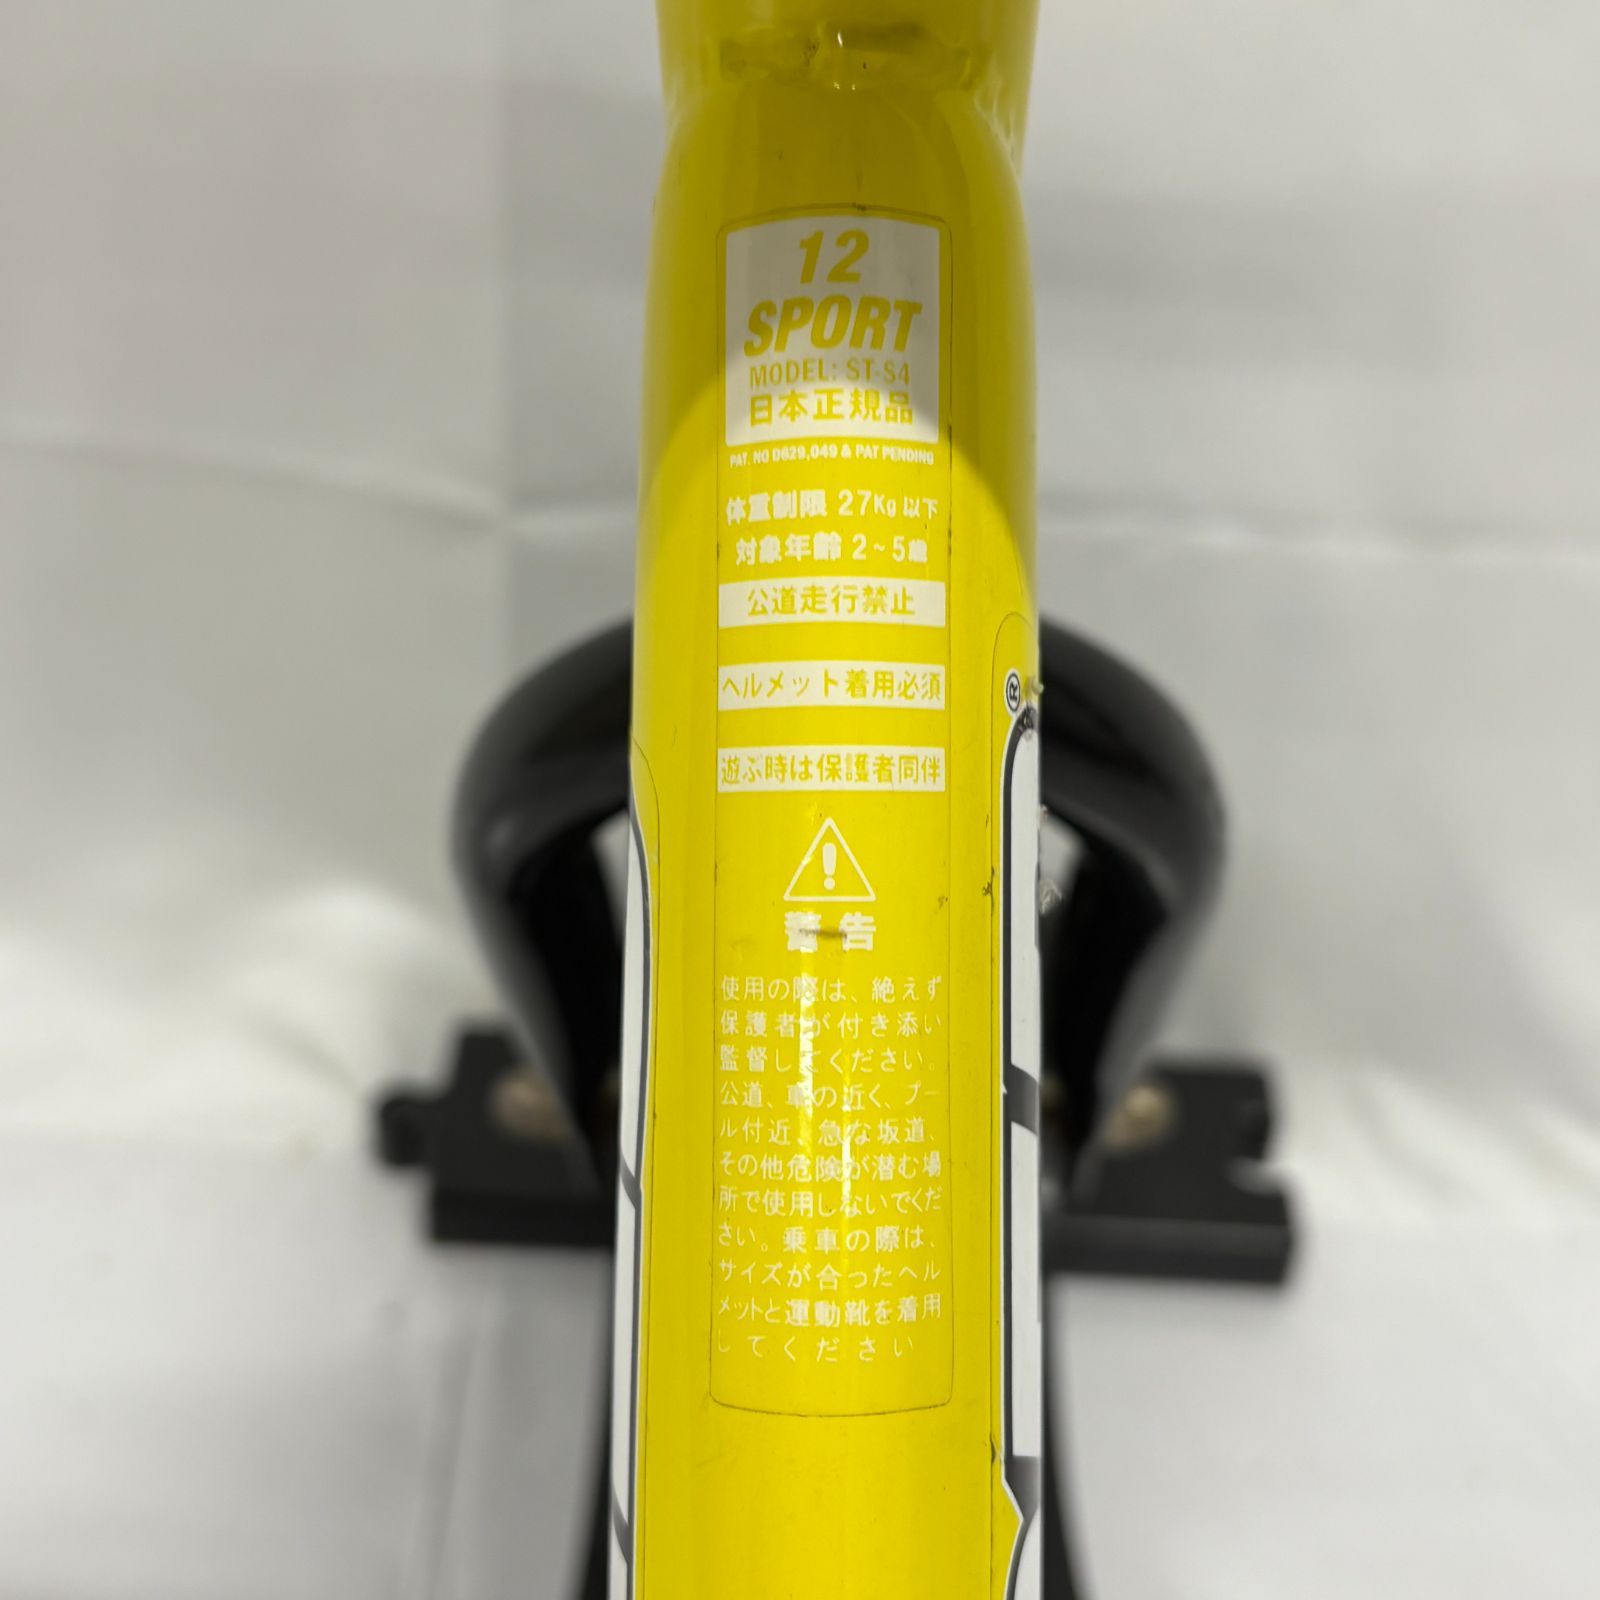 12
SPORT
MODEL: ST-S4
日本正規品
PAT. NO D629,049 & PAT PENDING
体重制限 27Kg 以下
対象年齢 2~5歳
公道走行禁止
ヘルメット着用必須
遊ぶ時は保護者同伴
警告
使用の際は、絶えず
保護者が付き添い
監督してください。
公道、車の近く、プー
ル付近、急な坂道、
その他危険が潜む場
所で使用しないでくだ
さい。乗車の際は、
サイズが合ったヘル
メットと運動靴を着用
してください
®